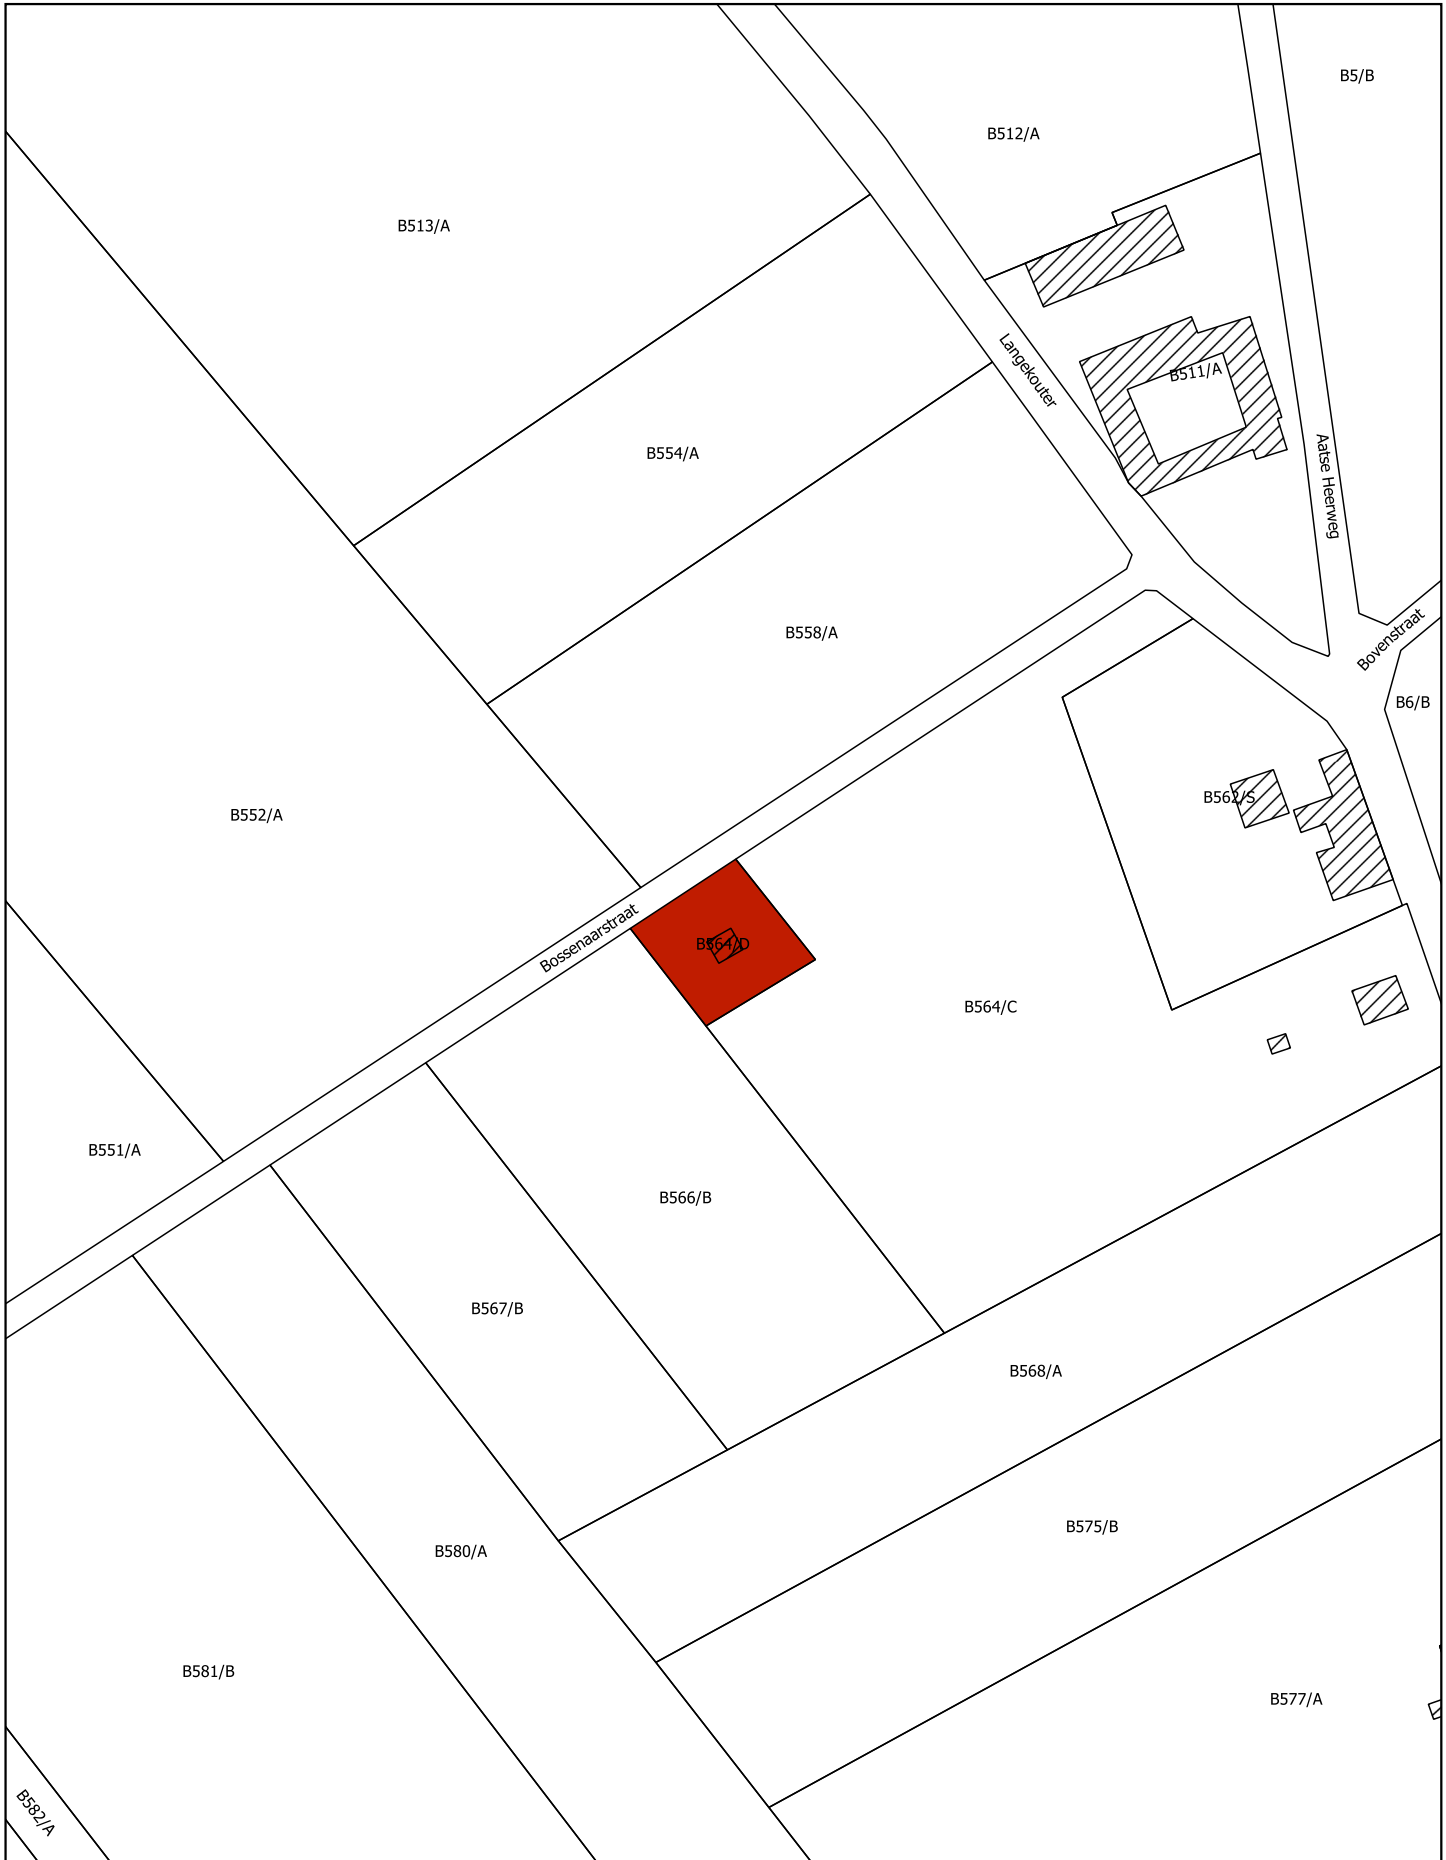 B5/B
B512/A
B513/A
Langekouter
B511/A
B554/A
Aatse Heerweg
B558/A
Bovenstraat
B6/B
B562/S
B552/A
Bossenaarstraat
B564/D
B564/C
B551/A
B566/B
B567/B
B568/A
B575/B
B580/A
B581/B
B577/A
B582/A